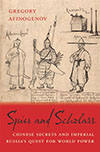 GREGORY
AFINOGENOV
Spies and Scholars
CHINESE SECRETS AND IMPERIAL
RUSSIA'S QUEST FOR WORLD POWER